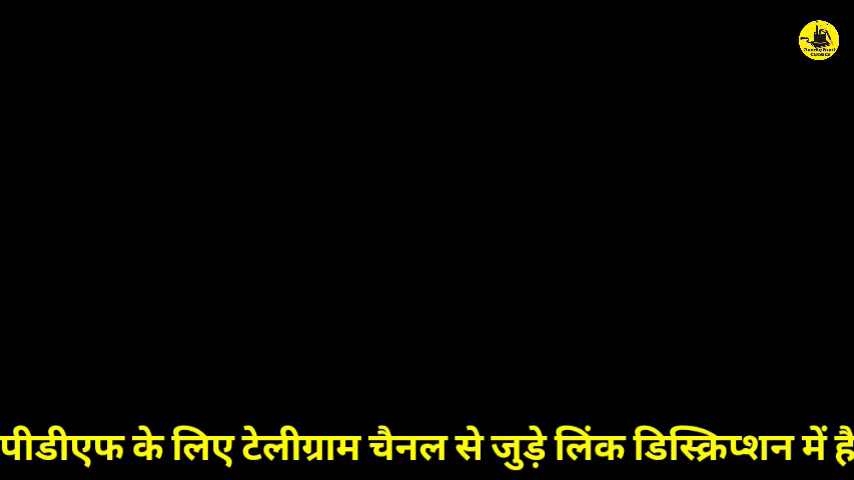 पीडीएफ के लिए टेलीग्राम चैनल से जुड़े लिंक डिस्क्रिप्शन में है